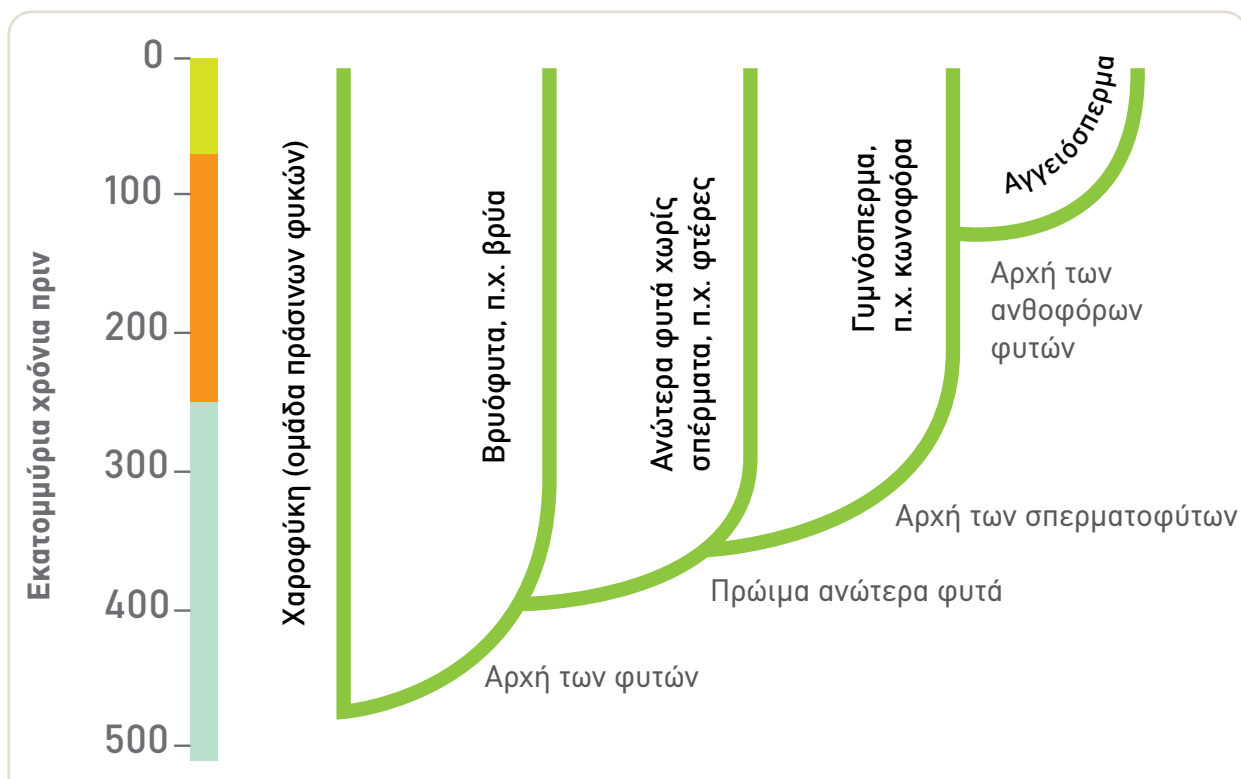 Εκατομμύρια χρόνια πριν
0
100
200
300
400
500
Χαροφύκη (ομάδα πράσινων φυκών)
Βρυόφυτα, π.χ. βρύα
Ανώτερα φυτά χωρίς
σπέρματα, π.χ. φτέρες
Γυμνόσπερμα,
π.χ. κωνοφόρα
Αγγειόσπερμα
Αρχή των
ανθοφόρων
φυτών
Αρχή των σπερματοφύτων
Πρώιμα ανώτερα φυτά
Αρχή των φυτών